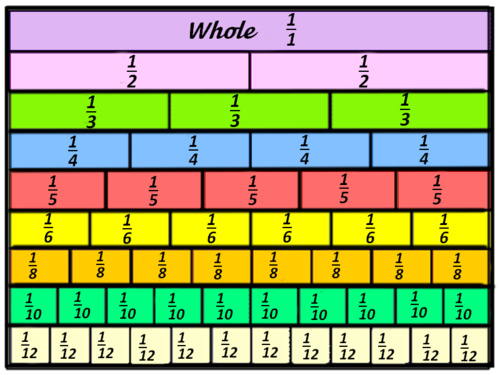 Whole 1/1
1/2 1/2
1/3 1/3 1/3
1/4 1/4 1/4 1/4
1/5 1/5 1/5 1/5 1/5
1/6 1/6 1/6 1/6 1/6 1/6
1/8 1/8 1/8 1/8 1/8 1/8 1/8 1/8
1/10 1/10 1/10 1/10 1/10 1/10 1/10 1/10 1/10 1/10
1/12 1/12 1/12 1/12 1/12 1/12 1/12 1/12 1/12 1/12 1/12 1/12